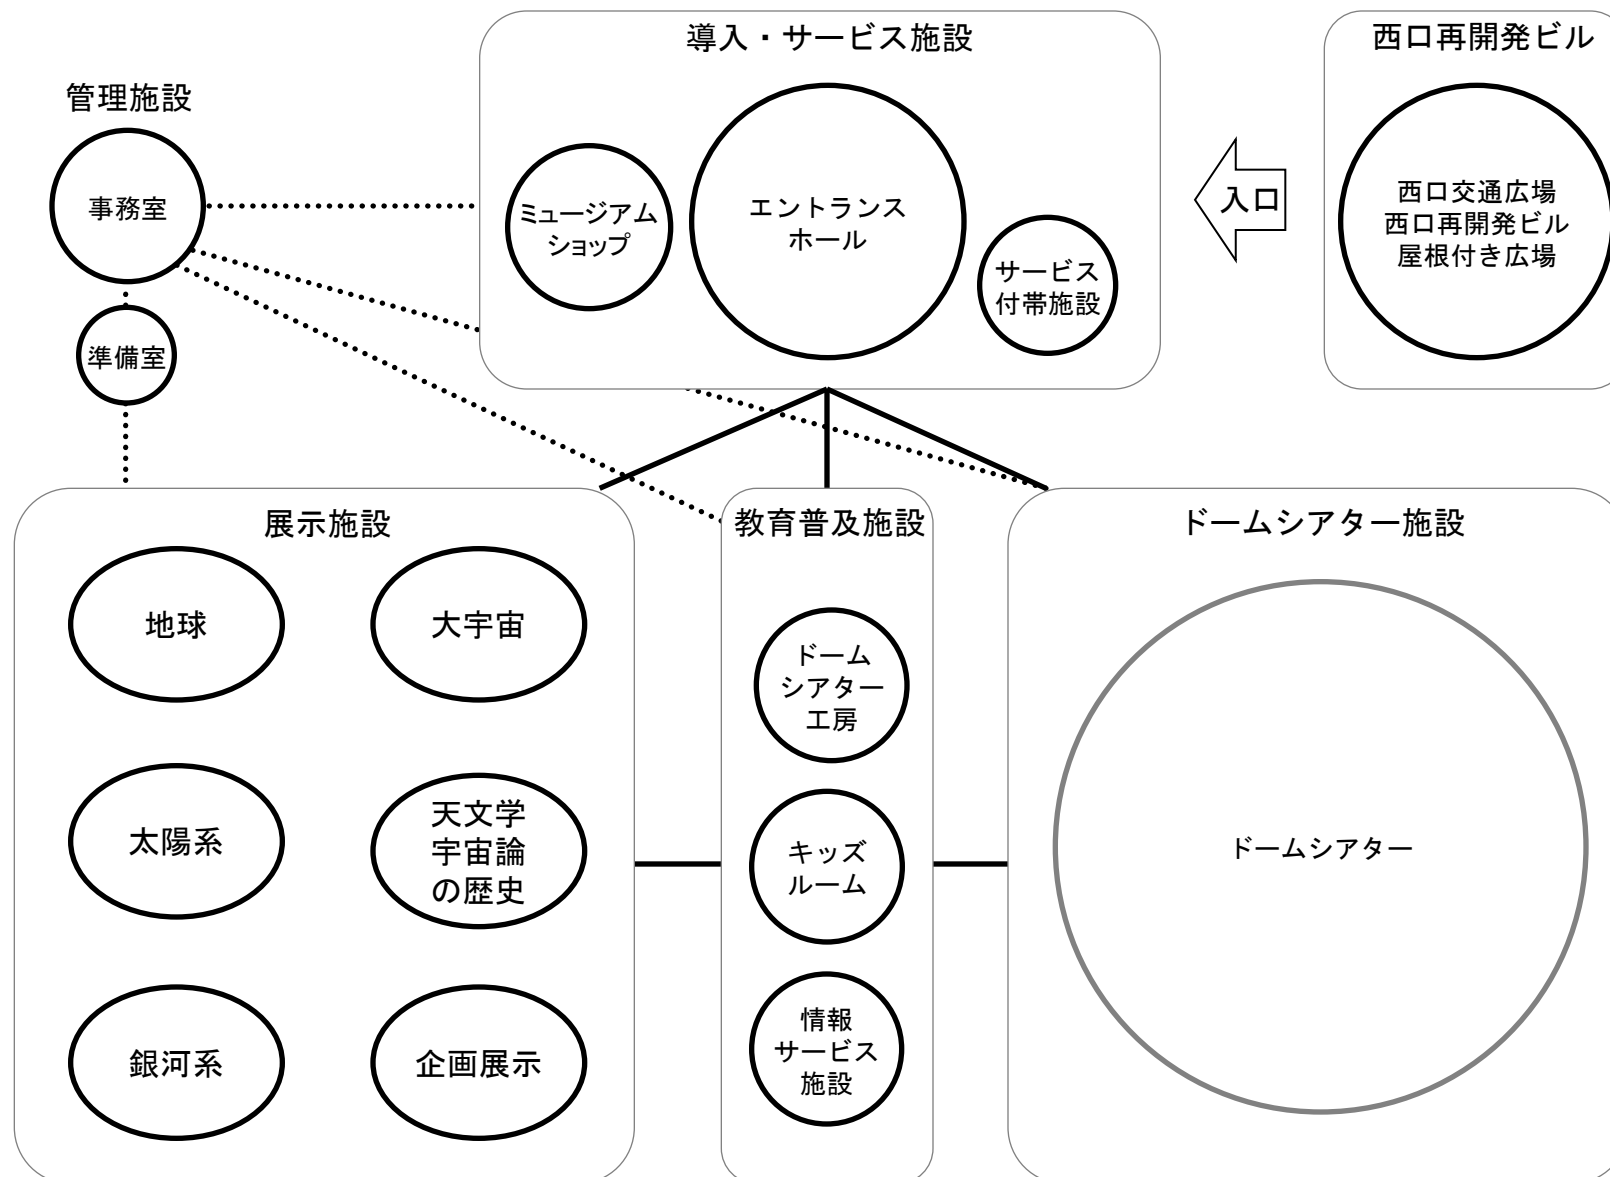 導入・サービス施設
西口再開発ビル
管理施設
事務室
準備室
ミュージアム
ショップ
エントランス
ホール
サービス
付帯施設
入口
西口交通広場
西口再開発ビル
屋根付き広場
展示施設
地球
大宇宙
太陽系
天文学
宇宙論
の歴史
銀河系
企画展示
教育普及施設
ドーム
シアター
工房
キッズ
ルーム
情報
サービス
施設
ドームシアター施設
ドームシアター